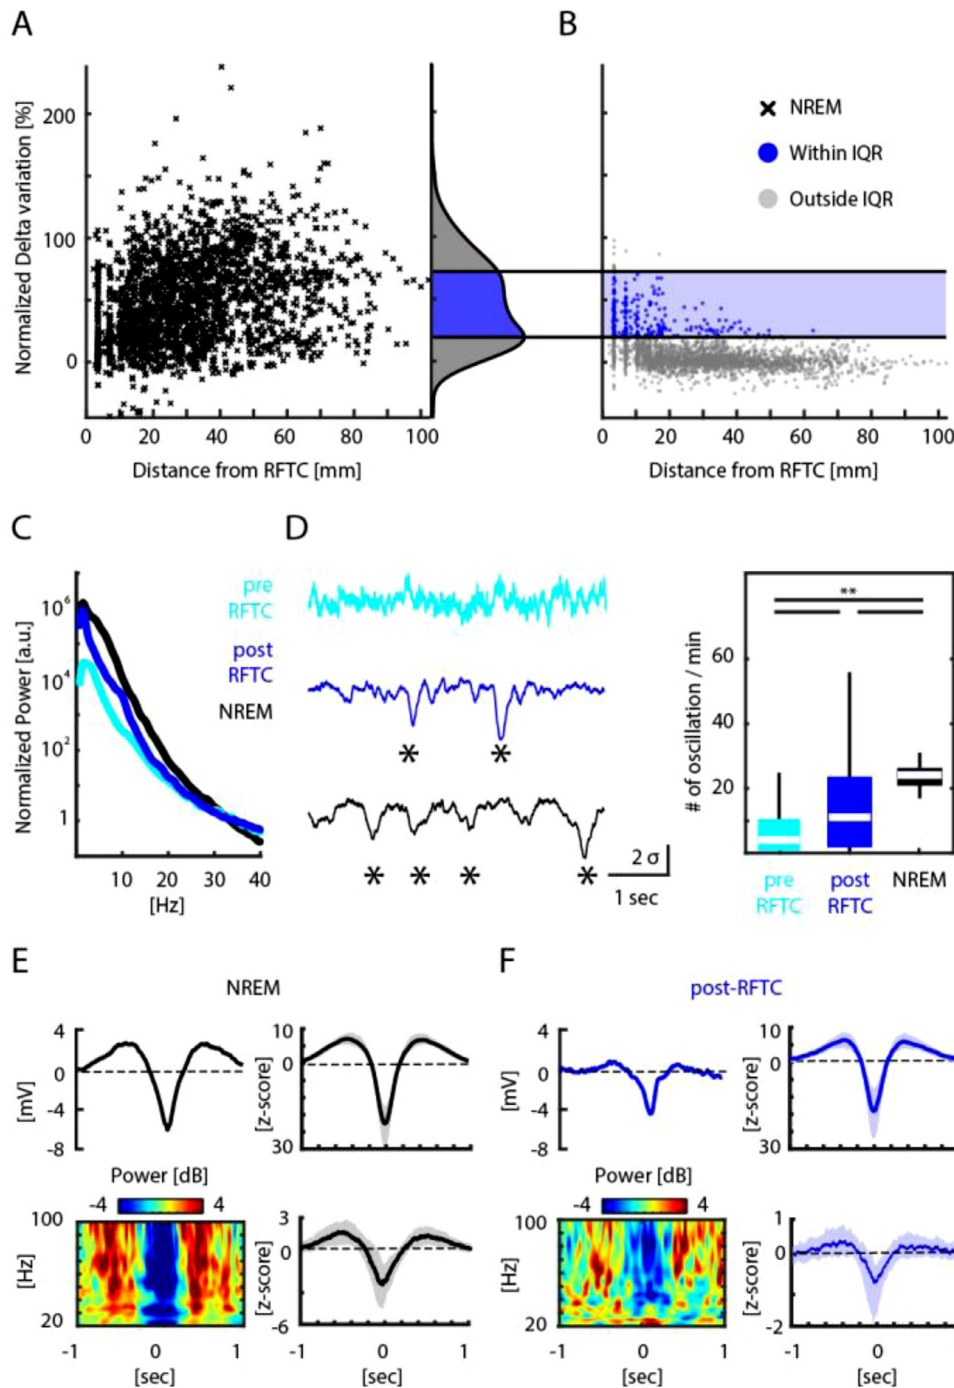 A
B
Normalized Delta variation [%]
200
100
0
0 20 40 60 80 100
Distance from RFTC [mm]
NREM
Within IQR
Outside IQR
0 20 40 60 80 100
Distance from RFTC [mm]
C
D
Normalized Power [a.u.]
10^6
10^4
10^2
1
10 20 30 40
[Hz]
pre
RFTC
post
RFTC
NREM
* *
* * * *
2 σ
1 sec
# of oscillation / min
60
40
20
**
pre
RFTC
post
RFTC
NREM
E
F
NREM
post-RFTC
[mV]
4
0
-4
-8
[z-score]
10
0
30
[mV]
4
0
-4
-8
[z-score]
10
0
30
Power [dB]
-4 4
[Hz]
100
20
-1 0 1
[sec]
[z-score]
3
0
-6
-1 0 1
[sec]
Power [dB]
-4 4
[Hz]
100
20
-1 0 1
[sec]
[z-score]
1
0
-2
-1 0 1
[sec]